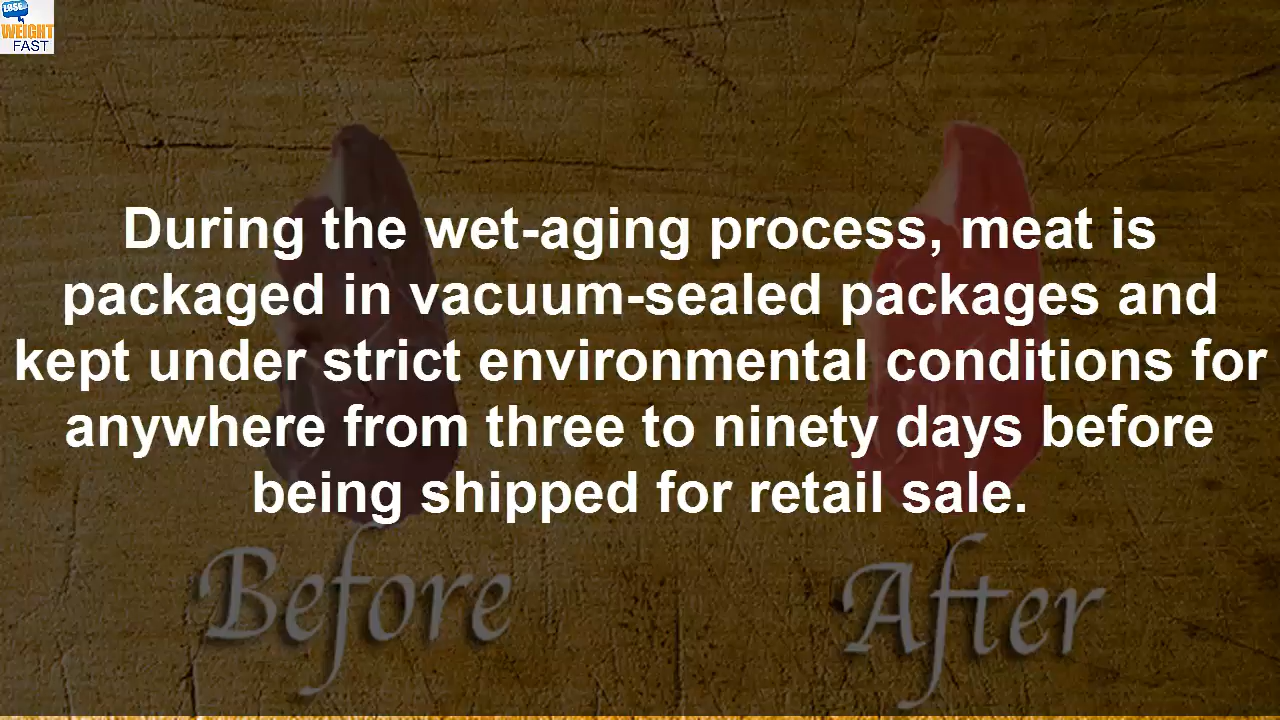 LOSE
WEIGHT
FAST
During the wet-aging process, meat is
packaged in vacuum-sealed packages and
kept under strict environmental conditions for
anywhere from three to ninety days before
being shipped for retail sale.
Before
After